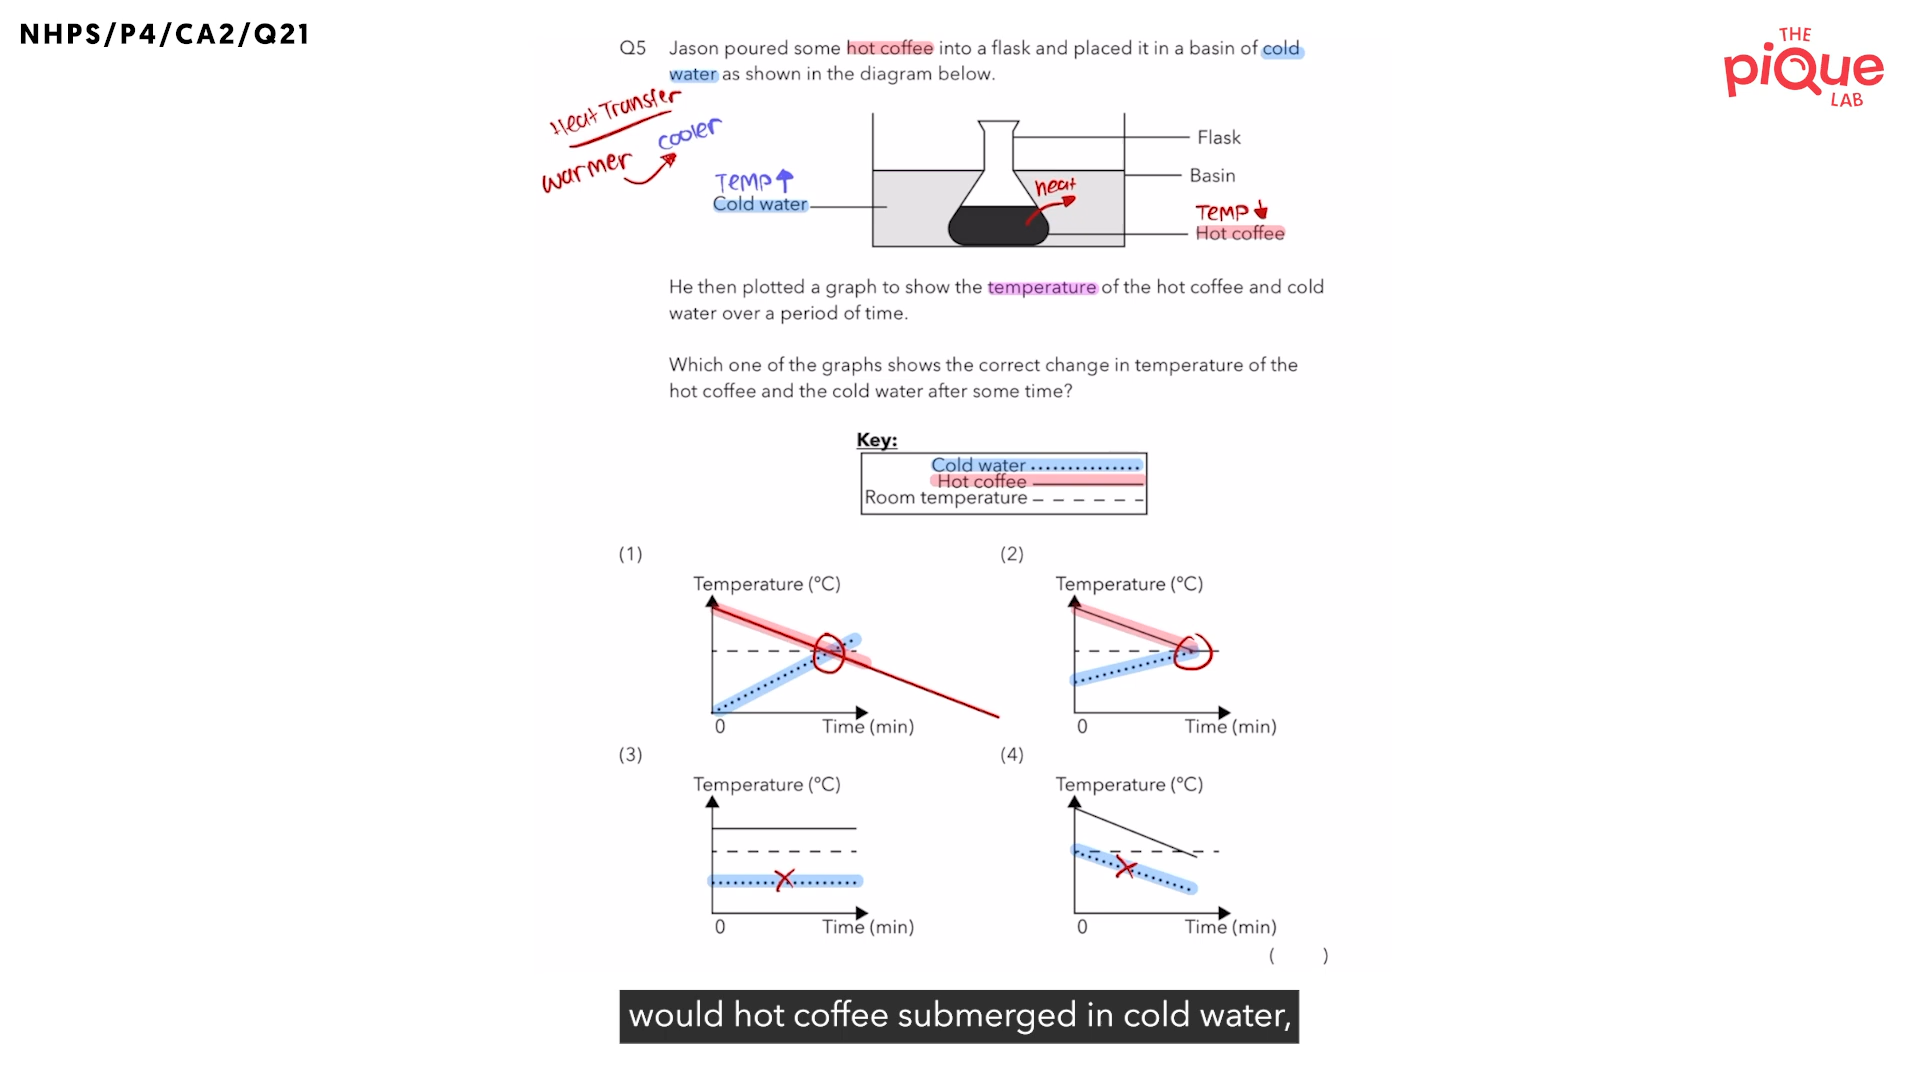 NHPS/P4/CA2/Q21
THE
piQue
LAB
Q5 Jason poured some hot coffee into a flask and placed it in a basin of cold
water as shown in the diagram below.
Heat Transfer
warmer
cooler
Flask
Basin
TEMP
Cold water
heat
TEMP
Hot coffee
He then plotted a graph to show the temperature of the hot coffee and cold
water over a period of time.
Which one of the graphs shows the correct change in temperature of the
hot coffee and the cold water after some time?
Key:
Cold water
Hot coffee
Room temperature
(1)
Temperature (°C)
0
Time (min)
(2)
Temperature (°C)
0
Time (min)
(3)
Temperature (°C)
0
Time (min)
(4)
Temperature (°C)
0
Time (min)
( )
would hot coffee submerged in cold water,